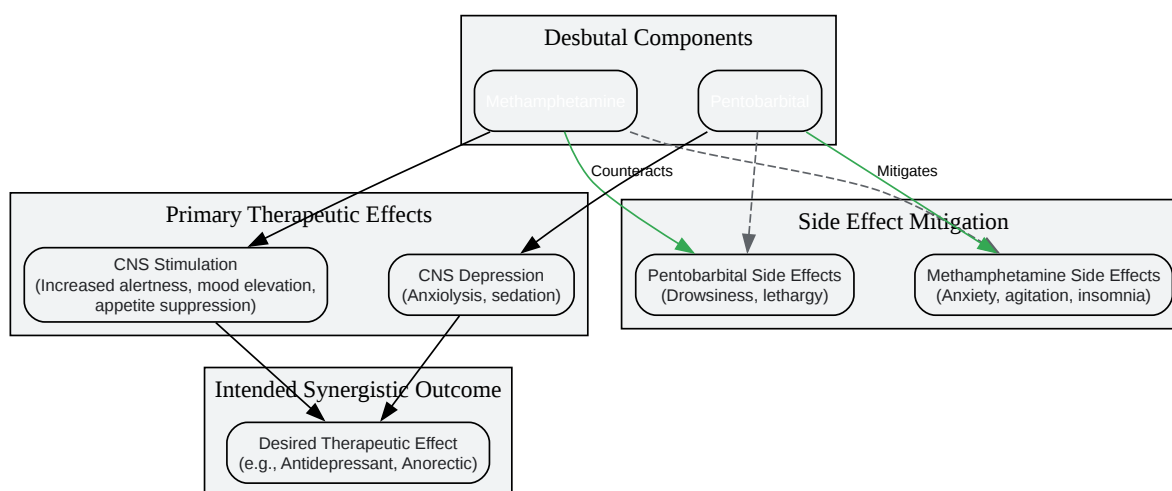 Desbutal Components
Methamphetamine
Pentobarbital
Counteracts
Mitigates
Primary Therapeutic Effects
Side Effect Mitigation
CNS Stimulation
(Increased alertness, mood elevation,
appetite suppression)
CNS Depression
(Anxiolysis, sedation)
Pentobarbital Side Effects
(Drowsiness, lethargy)
Methamphetamine Side Effects
(Anxiety, agitation, insomnia)
Intended Synergistic Outcome
Desired Therapeutic Effect
(e.g., Antidepressant, Anorectic)